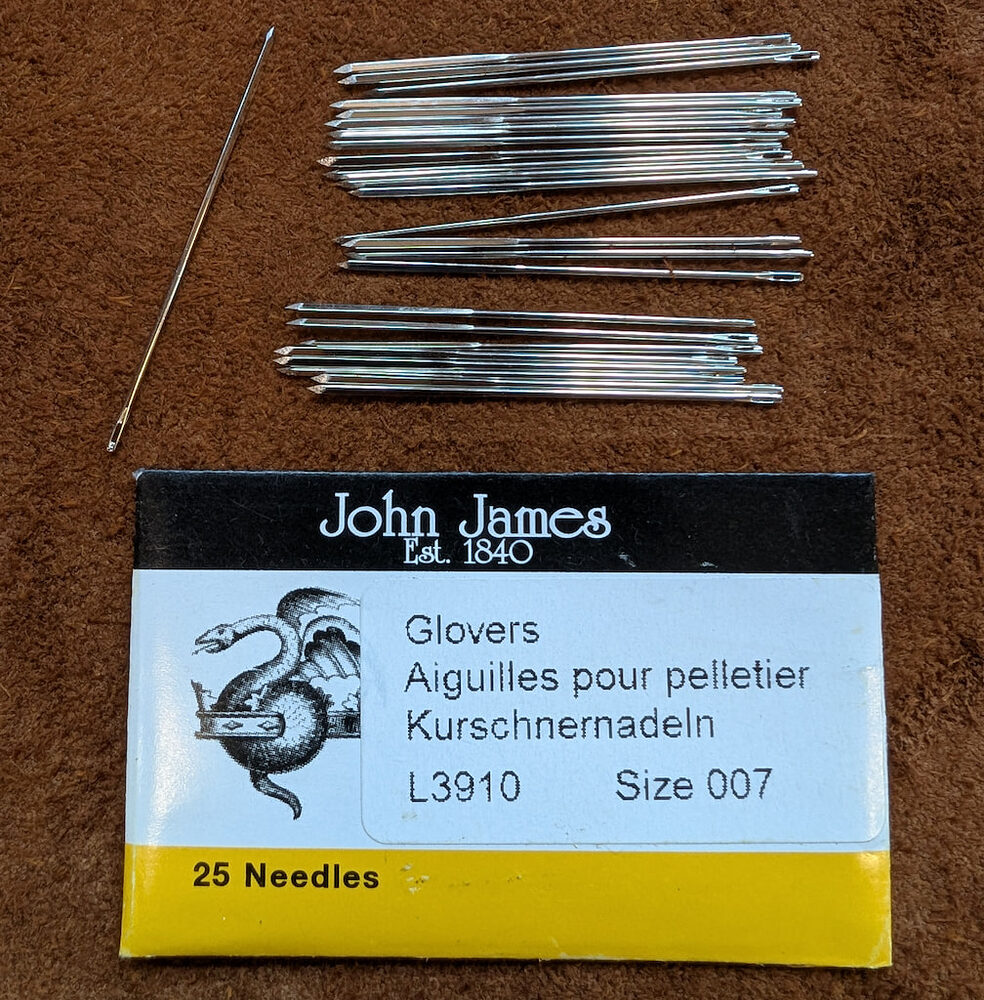 John James
Est. 1840
Glovers
Aiguilles pour pelletier
Kurschnernadeln
L3910 Size 007
25 Needles